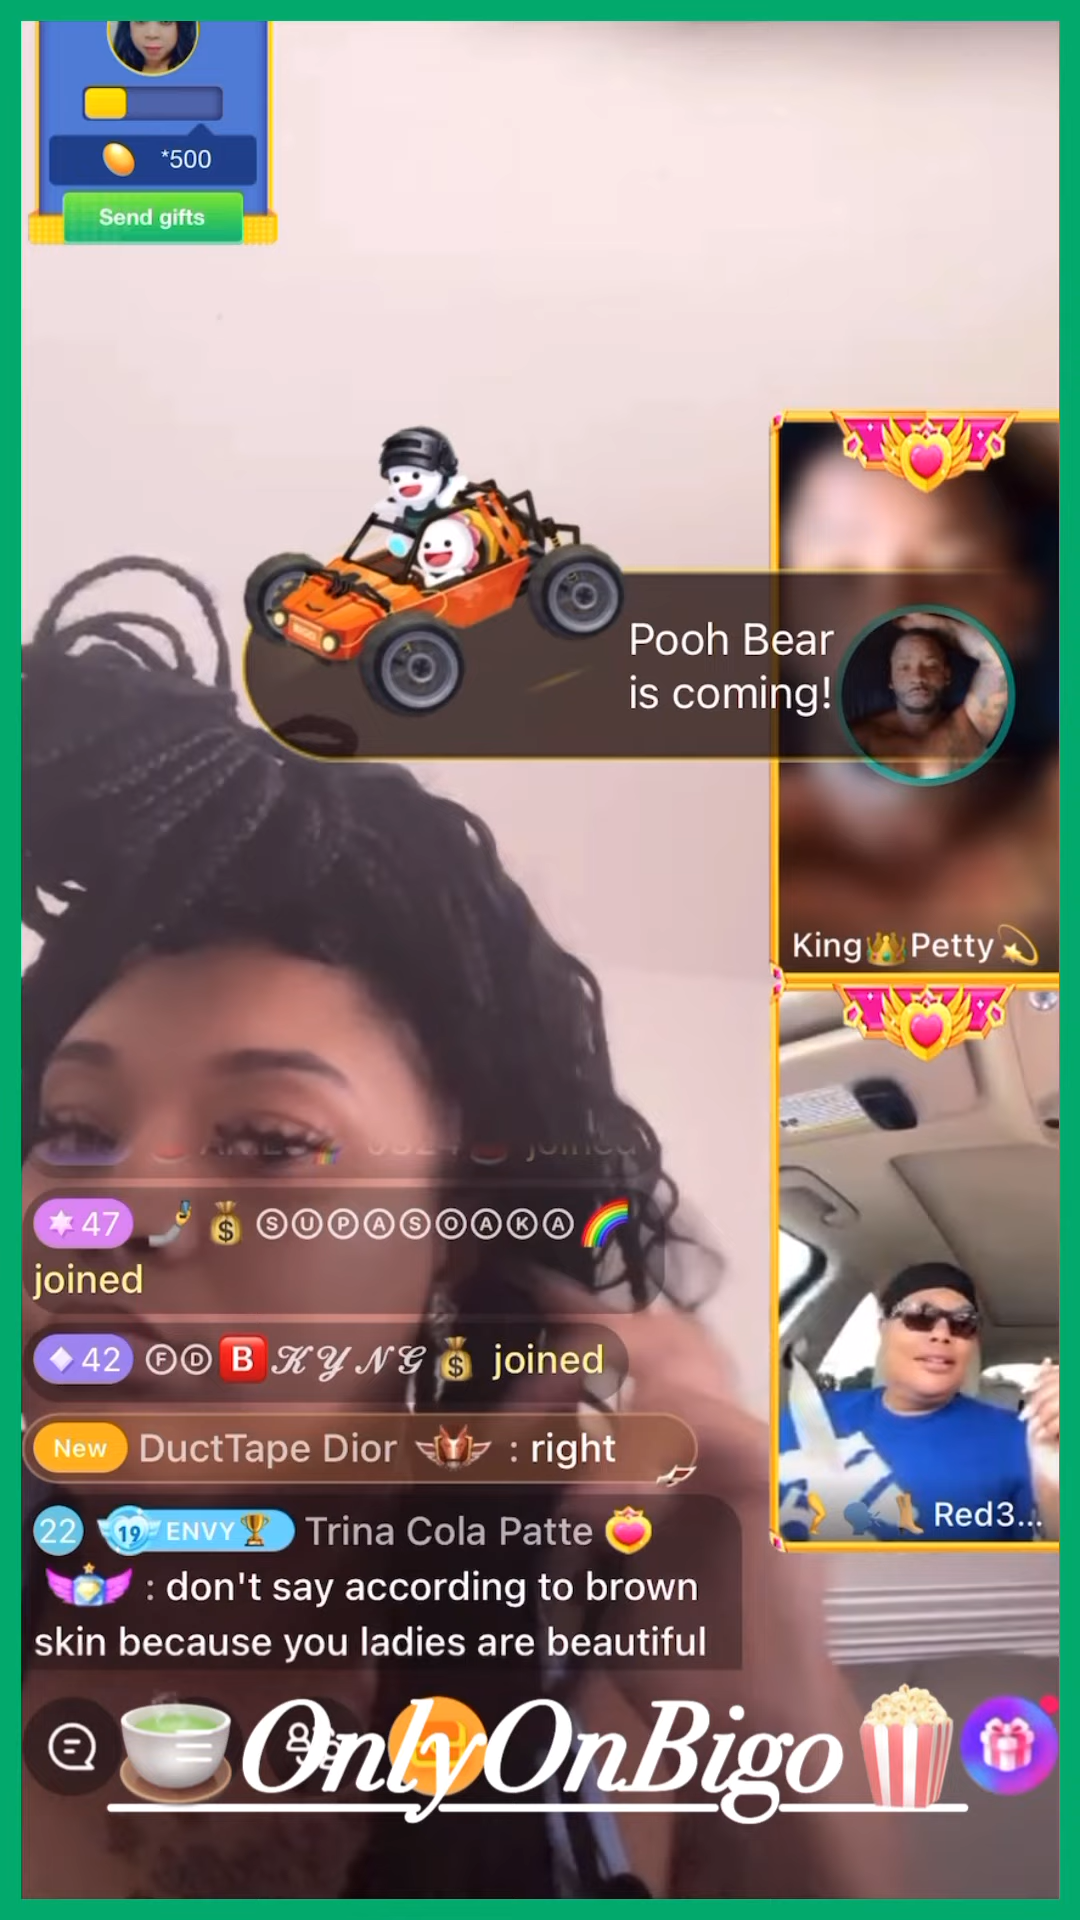 *500
Send gifts
Pooh Bear
is coming!
King👑Petty💫
joined
47 🤳💰ⓈⓊⓅⒶⓈⓄⒶⓀⒶ🌈
joined
42 ⒻⒹ🅱𝒦𝒴𝒩𝒢💰 joined
New DuctTape Dior : right
Red3...
22 19 ENVY🏆 Trina Cola Patte
: don't say according to brown
skin because you ladies are beautiful
🍵OnlyOnBigo🍿